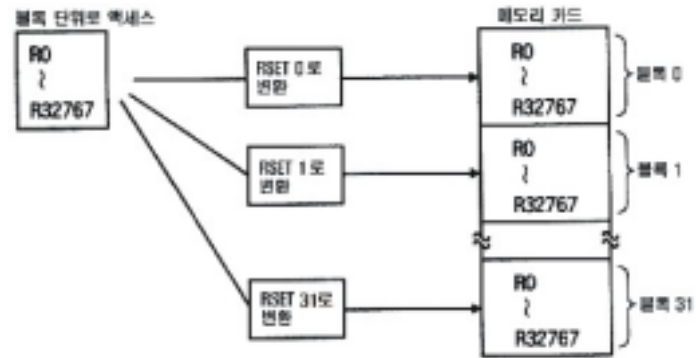 블록 단위로 액세스
R0
~
R32767
RSET 0 로
변환
RSET 1 로
변환
RSET 31로
변환
메모리 카드
R0
~
R32767
블록 0
R0
~
R32767
블록 1
R0
~
R32767
블록 31